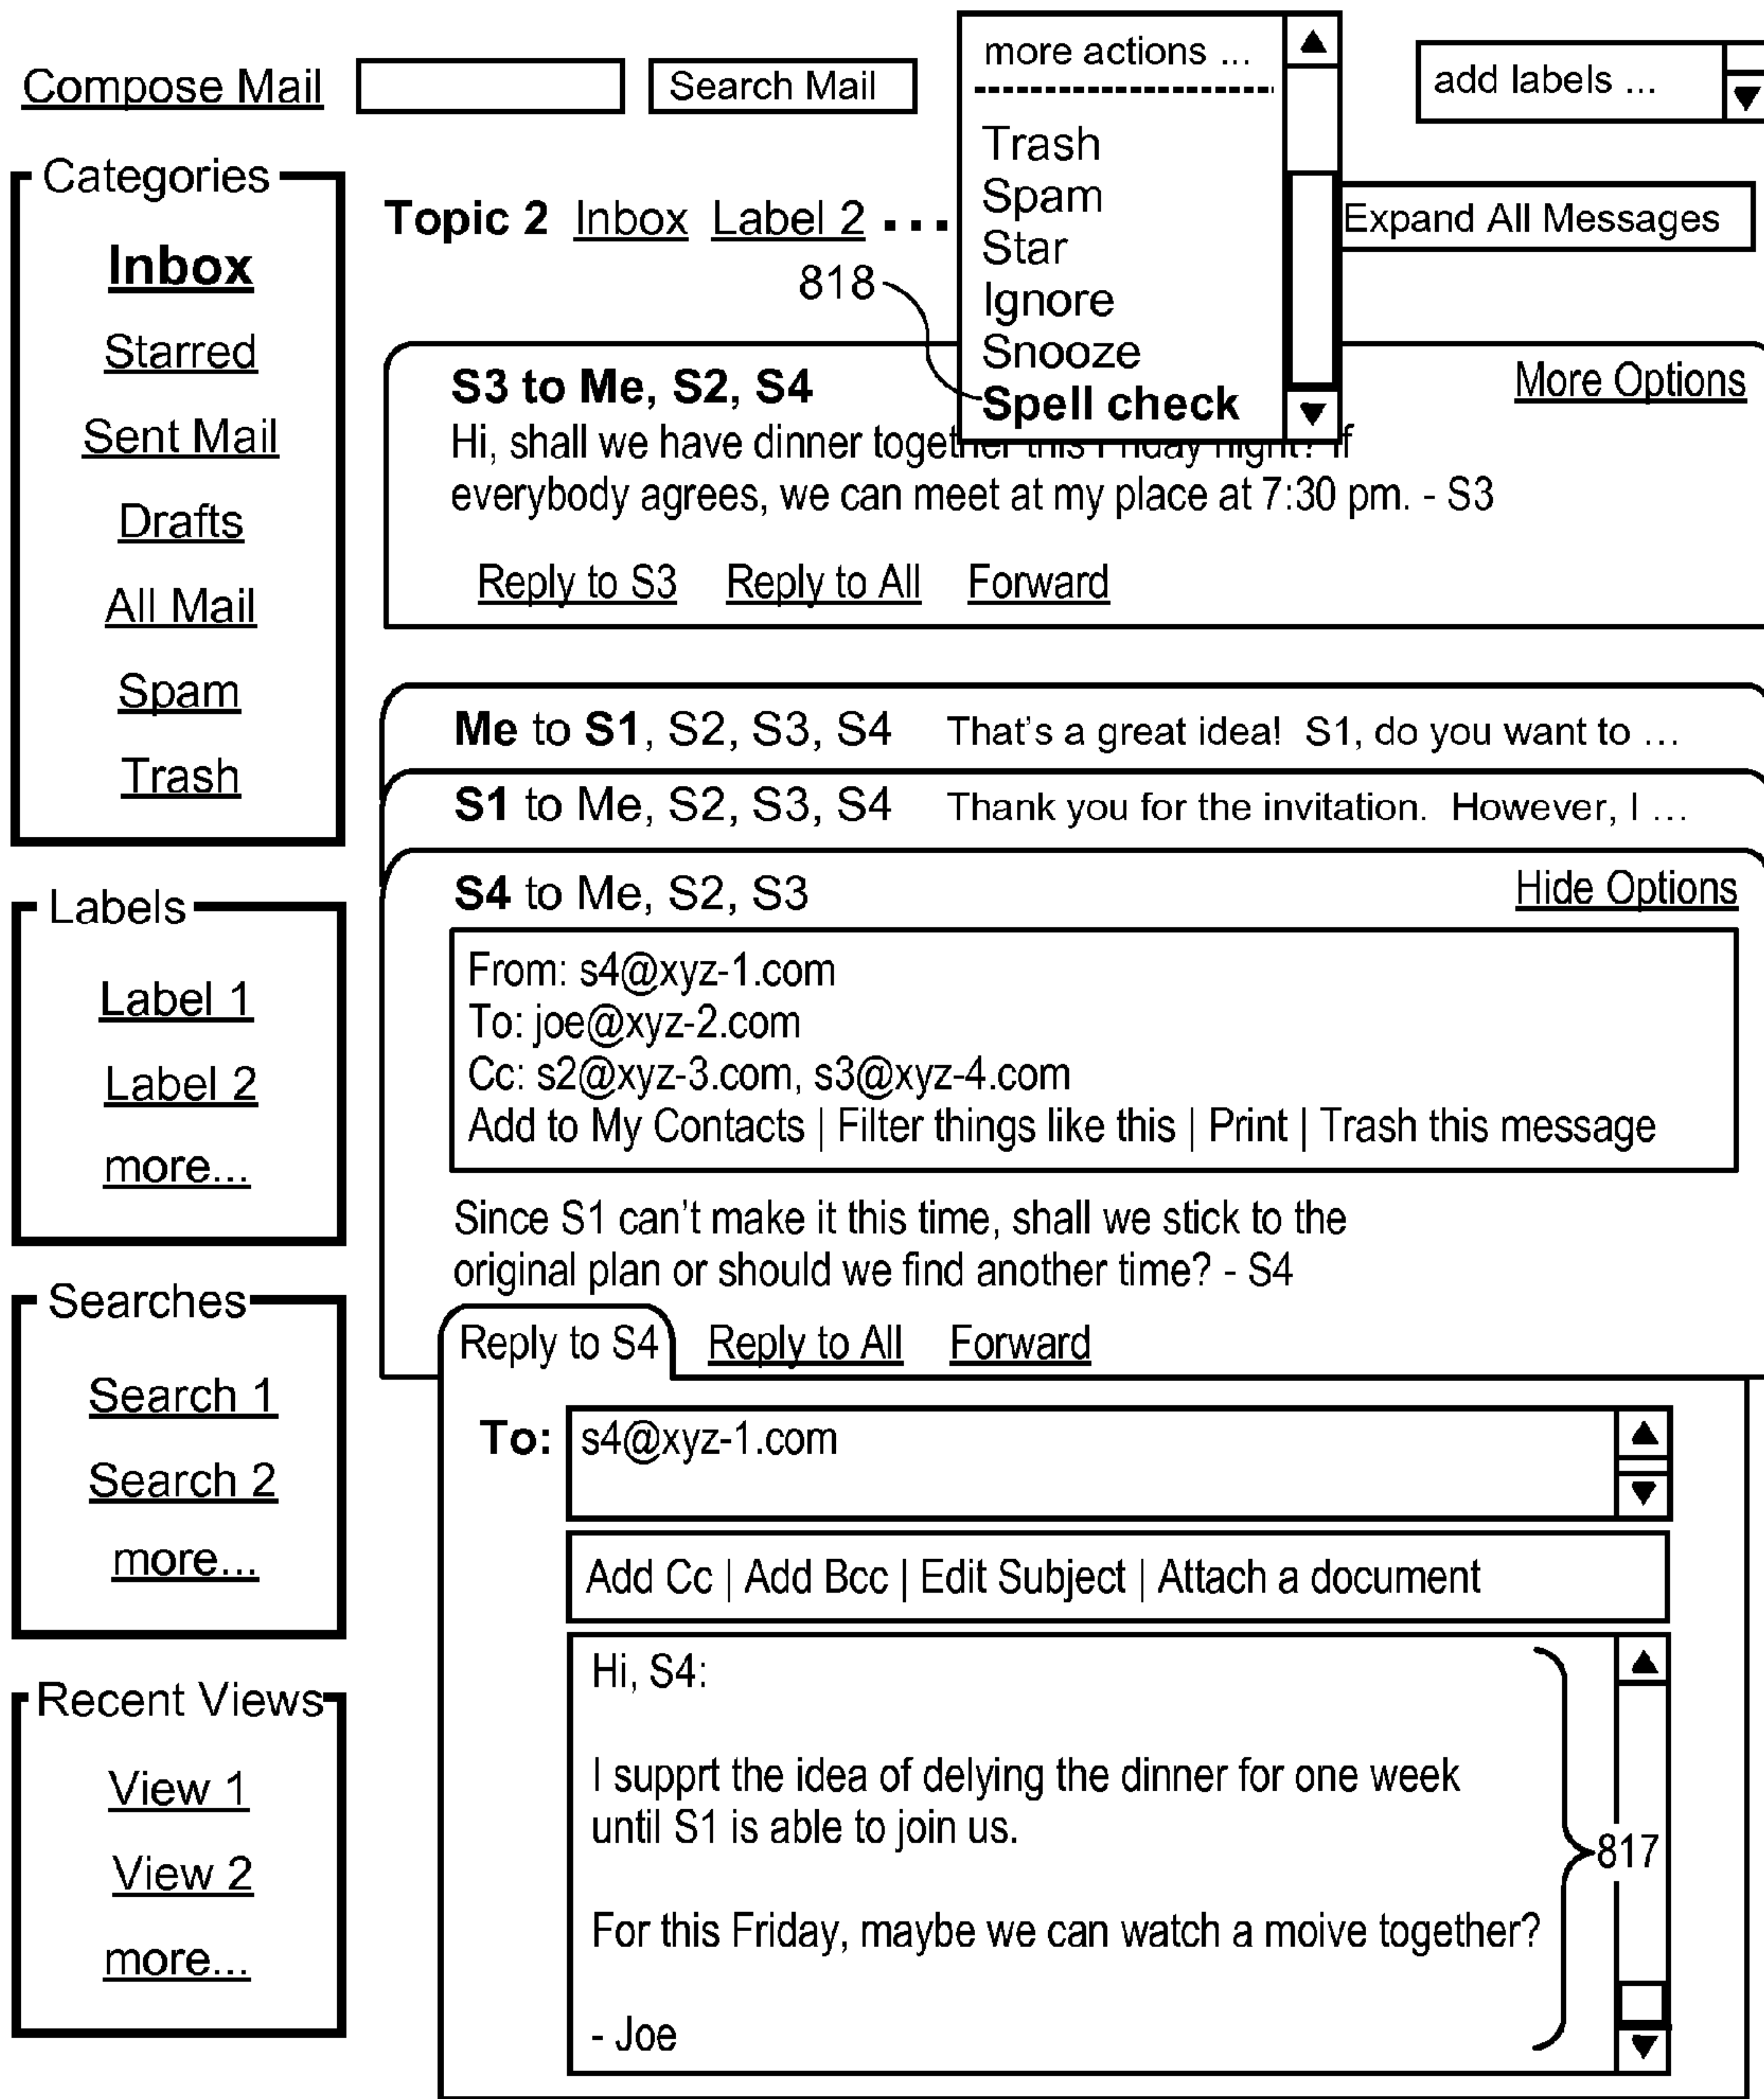 Compose Mail
Search Mail
more actions ...
Trash
Spam
Star
Ignore
Snooze
Spell check
add labels ...
Categories
Inbox
Starred
Sent Mail
Drafts
All Mail
Spam
Trash
Labels
Label 1
Label 2
more...
Searches
Search 1
Search 2
more...
Recent Views
View 1
View 2
more...
Topic 2 Inbox Label 2 ...
Expand All Messages
818
S3 to Me, S2, S4
More Options
Hi, shall we have dinner together this Friday night? If
everybody agrees, we can meet at my place at 7:30 pm. - S3
Reply to S3 Reply to All Forward
Me to S1, S2, S3, S4 That's a great idea! S1, do you want to ...
S1 to Me, S2, S3, S4 Thank you for the invitation. However, I ...
S4 to Me, S2, S3
Hide Options
From: s4@xyz-1.com
To: joe@xyz-2.com
Cc: s2@xyz-3.com, s3@xyz-4.com
Add to My Contacts | Filter things like this | Print | Trash this message
Since S1 can't make it this time, shall we stick to the
original plan or should we find another time? - S4
Reply to S4 Reply to All Forward
To: s4@xyz-1.com
Add Cc | Add Bcc | Edit Subject | Attach a document
Hi, S4:
I supprt the idea of delying the dinner for one week
until S1 is able to join us.
For this Friday, maybe we can watch a moive together?
- Joe
817